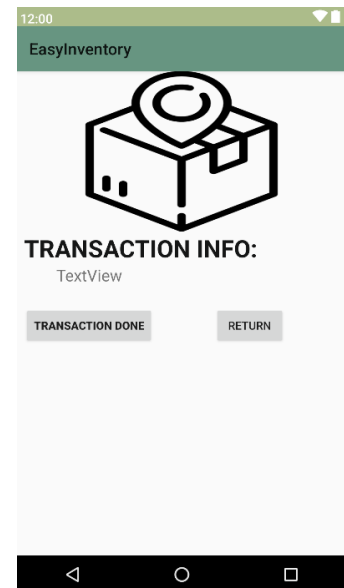 12:00
EasyInventory
TRANSACTION INFO:
TextView
TRANSACTION DONE
RETURN